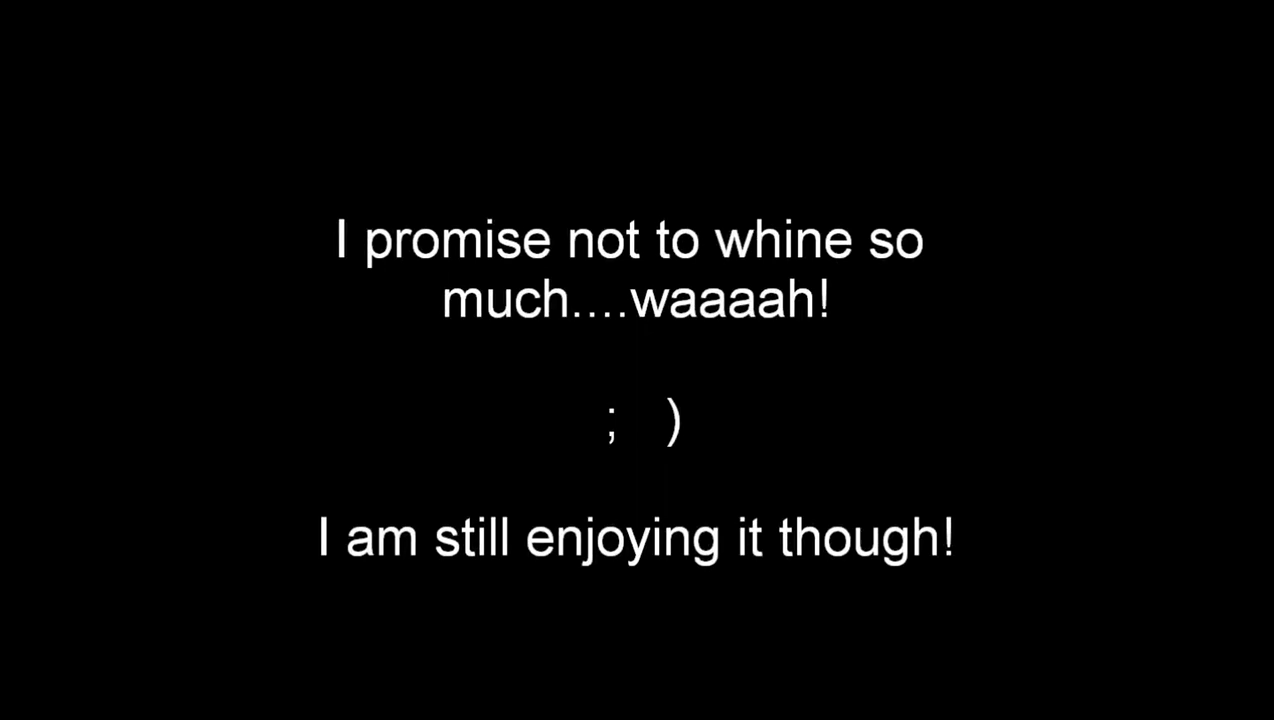 I promise not to whine so
much....waaaah!
;   )
I am still enjoying it though!